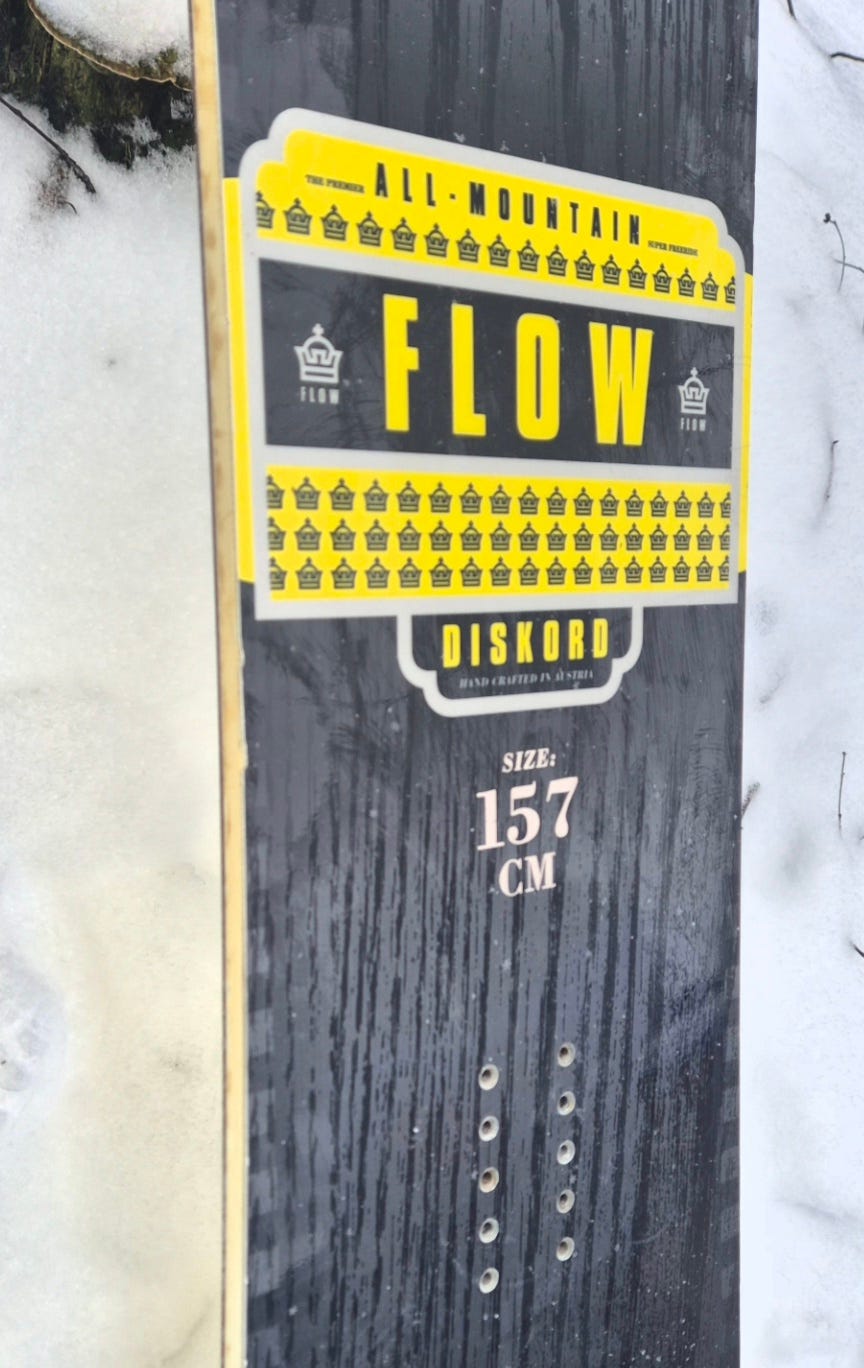 THE PREMIER ALL-MOUNTAIN SUPER FREERIDE
FLOW
FLOW
FLOW
DISKORD
HAND CRAFTED IN AUSTRIA
SIZE:
157
CM